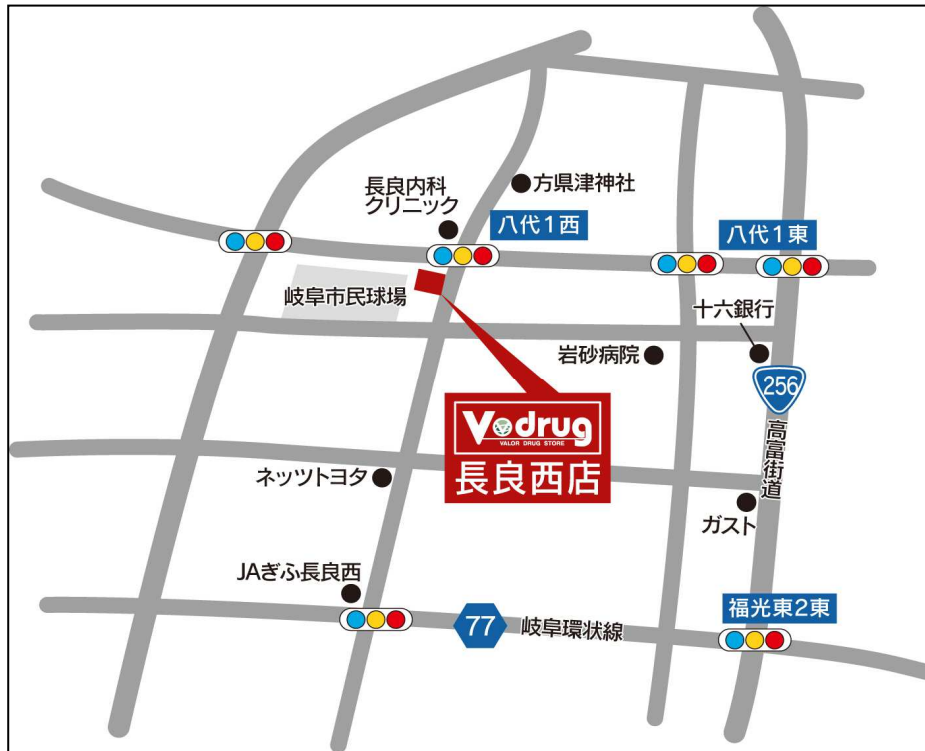 方県津神社
長良内科
クリニック
八代1西
八代1東
岐阜市民球場
十六銀行
岩砂病院
256
高富街道
Vodrug
VALOR DRUG STORE
長良西店
ネッツトヨタ
ガスト
JAぎふ長良西
福光東2東
77
岐阜環状線